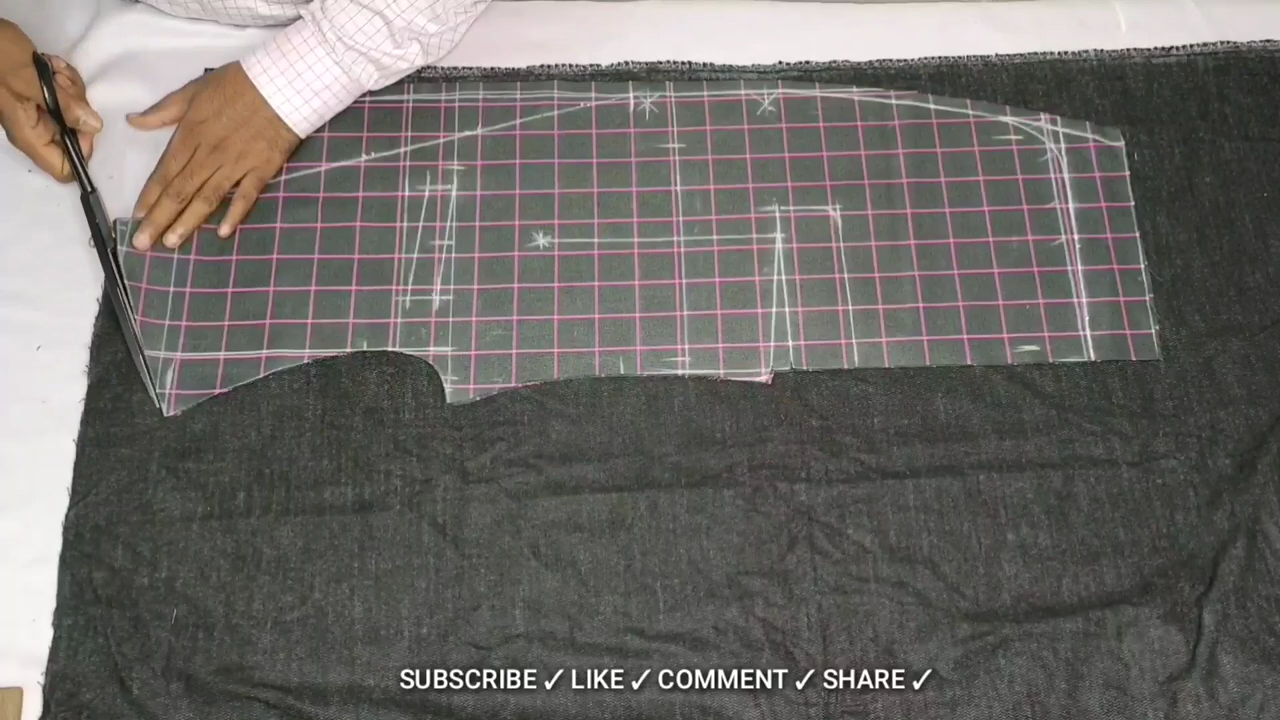 SUBSCRIBE ✓ LIKE ✓ COMMENT ✓ SHARE ✓